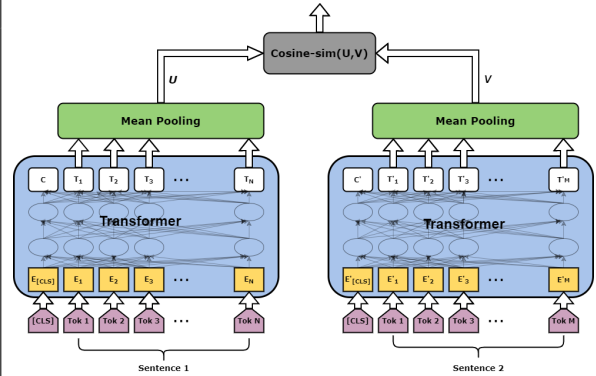 Cosine-sim(U,V)
U
V
Mean Pooling
Mean Pooling
C T1 T2 T3 ... TN
C' T'1 T'2 T'3 ... T'M
Transformer
Transformer
E[CLS] E1 E2 E3 ... EN
E'[CLS] E'1 E'2 E'3 ... E'M
[CLS] Tok 1 Tok 2 Tok 3 ... Tok N
[CLS] Tok 1 Tok 2 Tok 3 ... Tok M
Sentence 1
Sentence 2